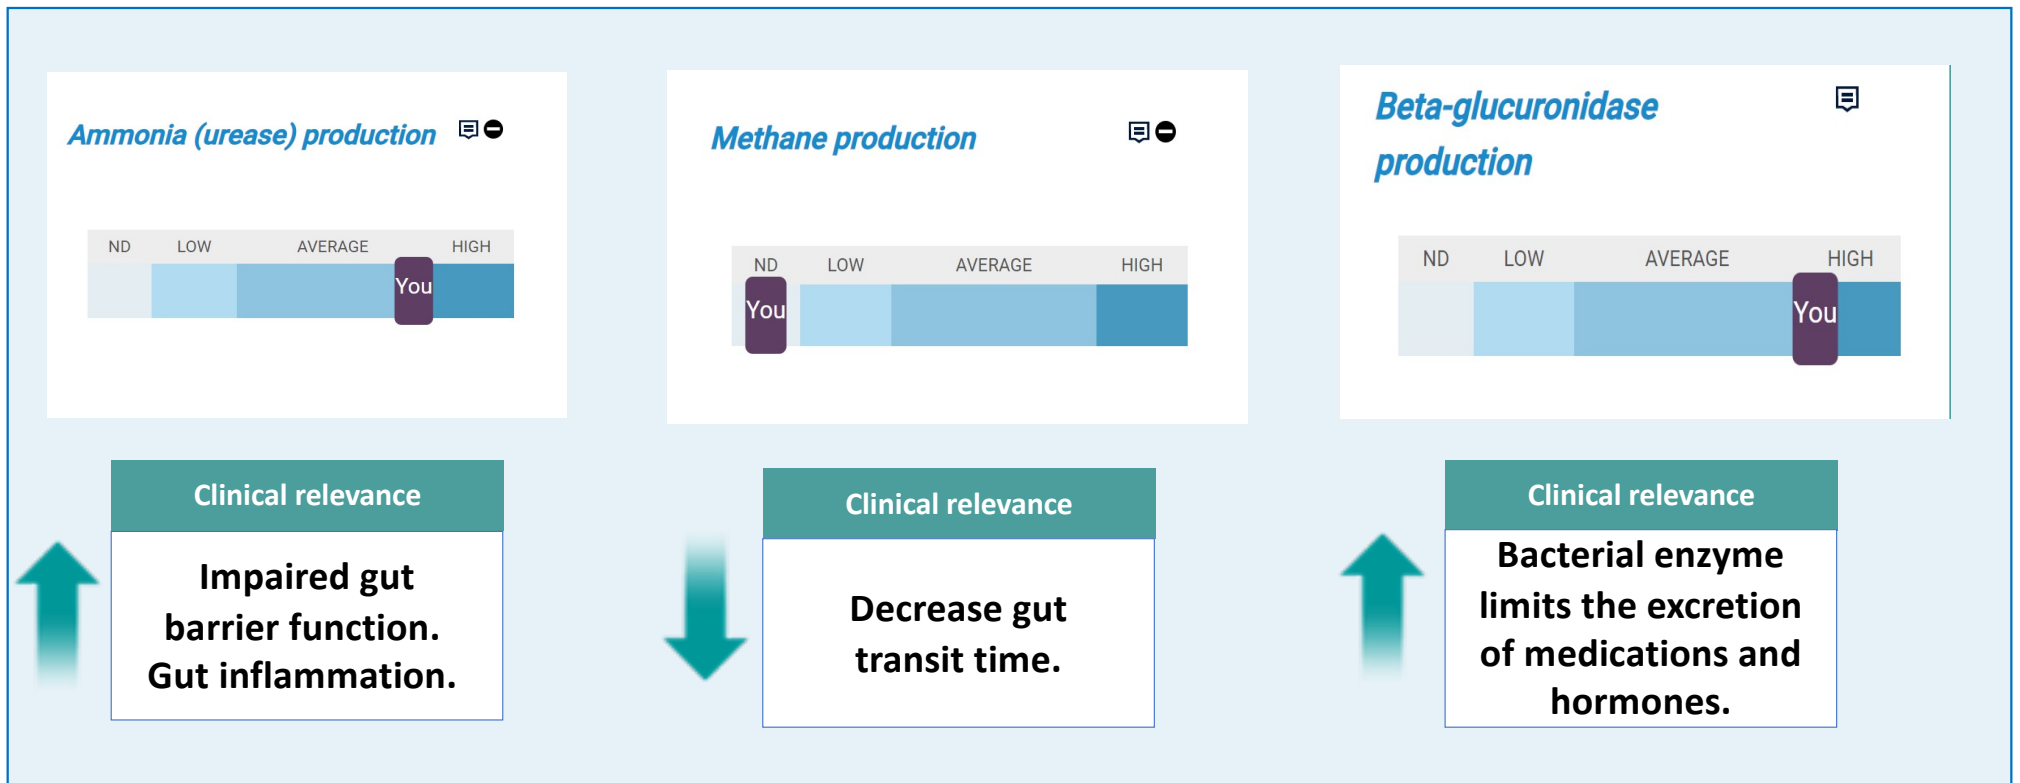 Ammonia (urease) production
ND LOW AVERAGE HIGH
You
Clinical relevance
Impaired gut
barrier function.
Gut inflammation.
Methane production
ND LOW AVERAGE HIGH
You
Clinical relevance
Decrease gut
transit time.
Beta-glucuronidase
production
ND LOW AVERAGE HIGH
You
Clinical relevance
Bacterial enzyme
limits the excretion
of medications and
hormones.